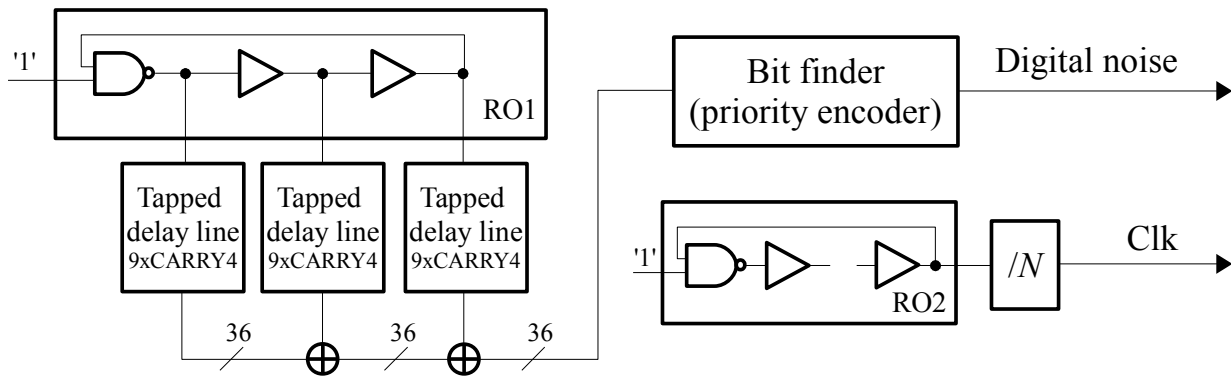 '1'
RO1
Tapped
delay line
9xCARRY4
Tapped
delay line
9xCARRY4
Tapped
delay line
9xCARRY4
36
36
36
Bit finder
(priority encoder)
Digital noise
'1'
RO2
/N
Clk